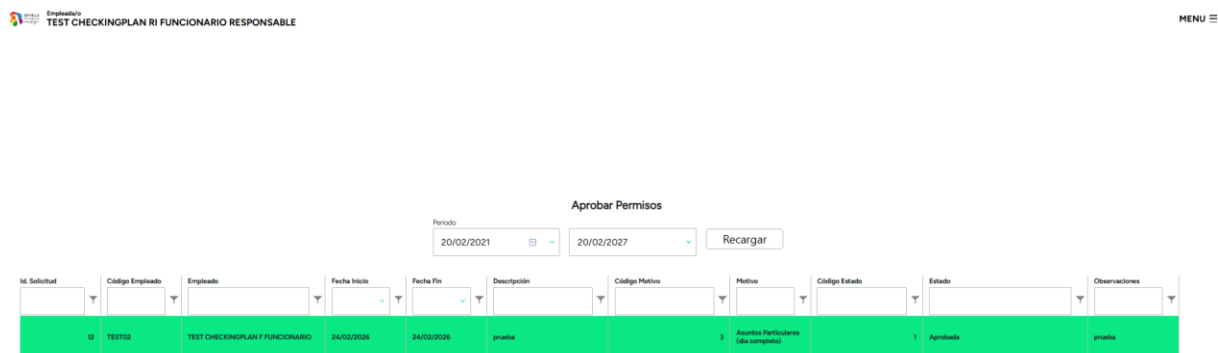 Empleada/o
TEST CHECKINGPLAN RI FUNCIONARIO RESPONSABLE
MENU
Aprobar Permisos
Periodo
20/02/2021 20/02/2027 Recargar
Id. Solicitud Código Empleado Empleado Fecha Inicio Fecha Fin Descripción Código Motivo Motivo Código Estado Estado Observaciones
12 TEST02 TEST CHECKINGPLAN F FUNCIONARIO 24/02/2026 24/02/2026 prueba 3 Asuntos Particulares (día completo) 1 Aprobada prueba